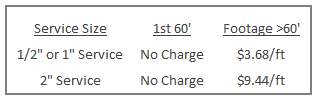 Service Size 1st 60' Footage >60'
1/2" or 1" Service No Charge $3.68/ft
2" Service No Charge $9.44/ft